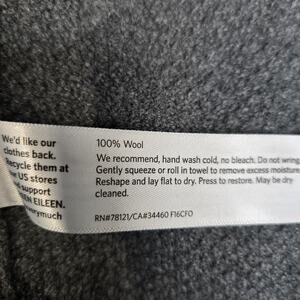 We'd like our
clothes back.
Recycle them at
US stores
support
EILEEN.
100% Wool
We recommend, hand wash cold, no bleach. Do not wring.
Gently squeeze or roll in towel to remove excess moisture.
Reshape and lay flat to dry. Press to restore. May be dry
cleaned.
RN#78121/CA#34460 F16CFO